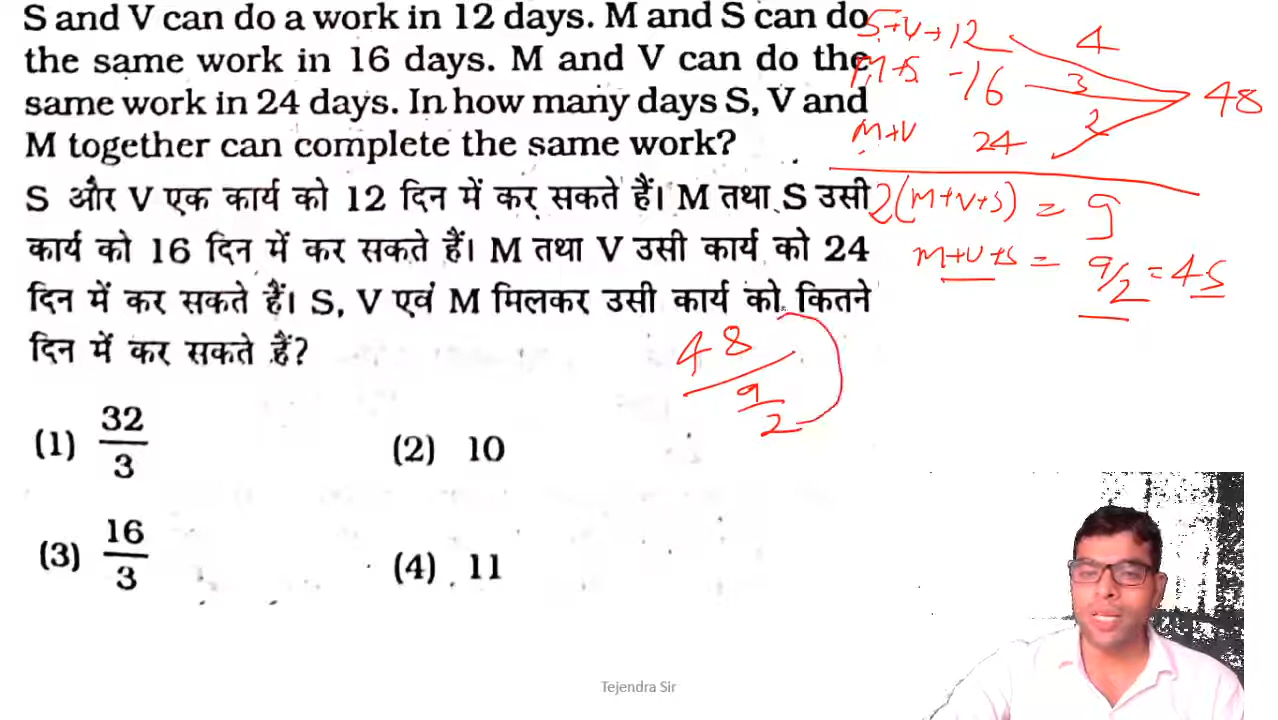 S and V can do a work in 12 days. M and S can do
the same work in 16 days. M and V can do the
same work in 24 days. In how many days S, V and
M together can complete the same work?
S और V एक कार्य को 12 दिन में कर सकते हैं। M तथा S उसी
कार्य को 16 दिन में कर सकते हैं। M तथा V उसी कार्य को 24
दिन में कर सकते हैं। S, V एवं M मिलकर उसी कार्य को कितने
दिन में कर सकते हैं?
(1) 32/3
(2) 10
(3) 16/3
(4) 11
S+V+12 4
M+S -16 3 48
M+V 24 2
2(M+V+S) = 9
M+V+S = 9/2 = 45
48
9/2
Tejendra Sir